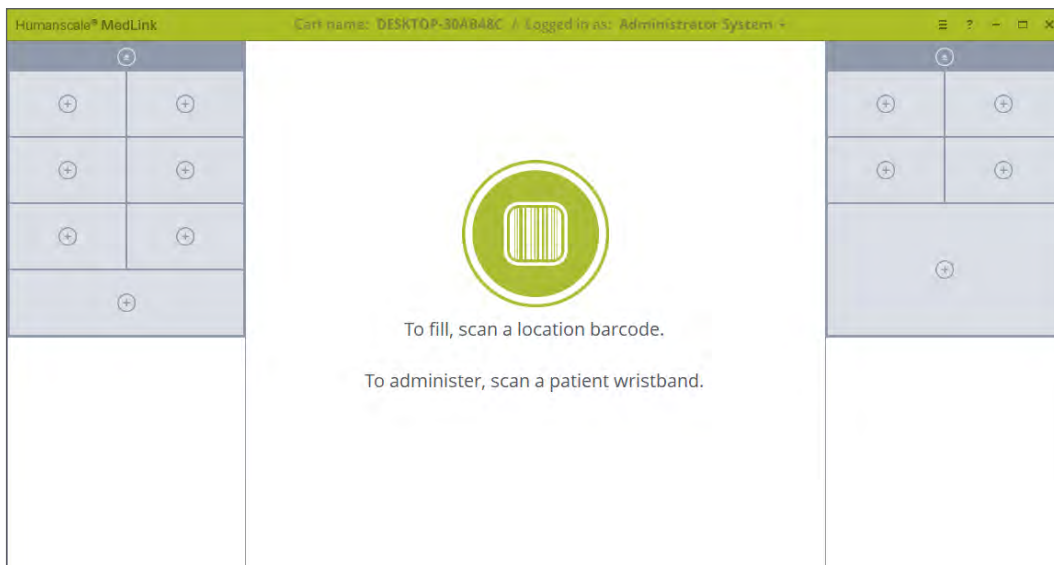 Humanscale® MedLink
Cart name: DESKTOP-30AB48C / Logged in as: Administrator System
To fill, scan a location barcode.
To administer, scan a patient wristband.